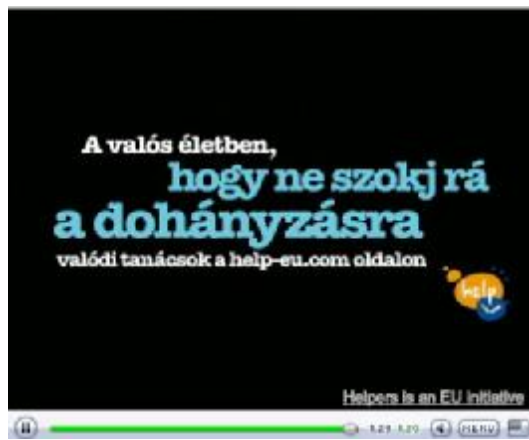 A valós életben,
hogy ne szokj rá
a dohányzásra
valódi tanácsok a help-eu.com oldalon
help
Helpers is an EU initiative
MENU